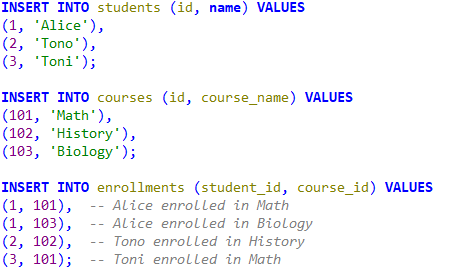 INSERT INTO students (id, name) VALUES
(1, 'Alice'),
(2, 'Tono'),
(3, 'Toni');
INSERT INTO courses (id, course_name) VALUES
(101, 'Math'),
(102, 'History'),
(103, 'Biology');
INSERT INTO enrollments (student_id, course_id) VALUES
(1, 101),  -- Alice enrolled in Math
(1, 103),  -- Alice enrolled in Biology
(2, 102),  -- Tono enrolled in History
(3, 101);  -- Toni enrolled in Math